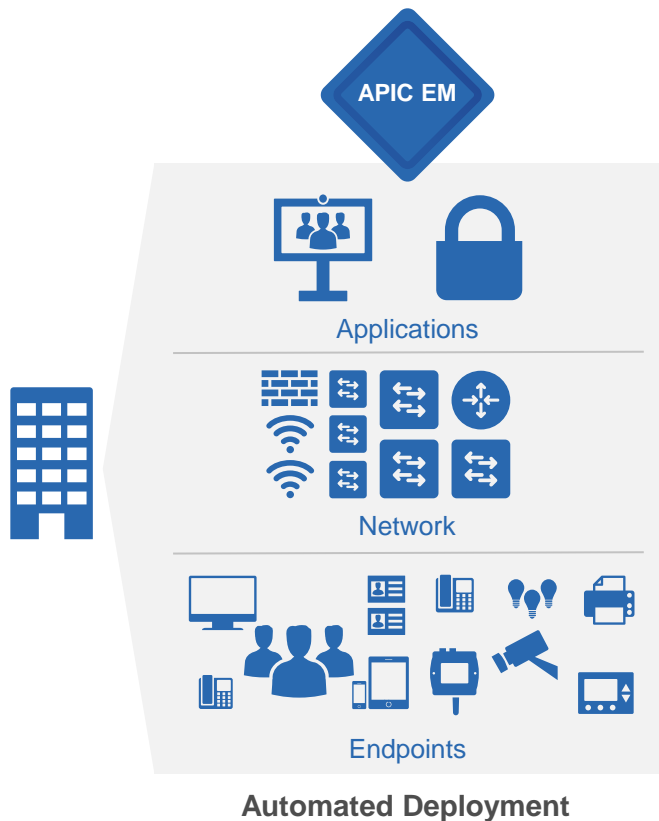 APIC EM
Applications
Network
Endpoints
Automated Deployment